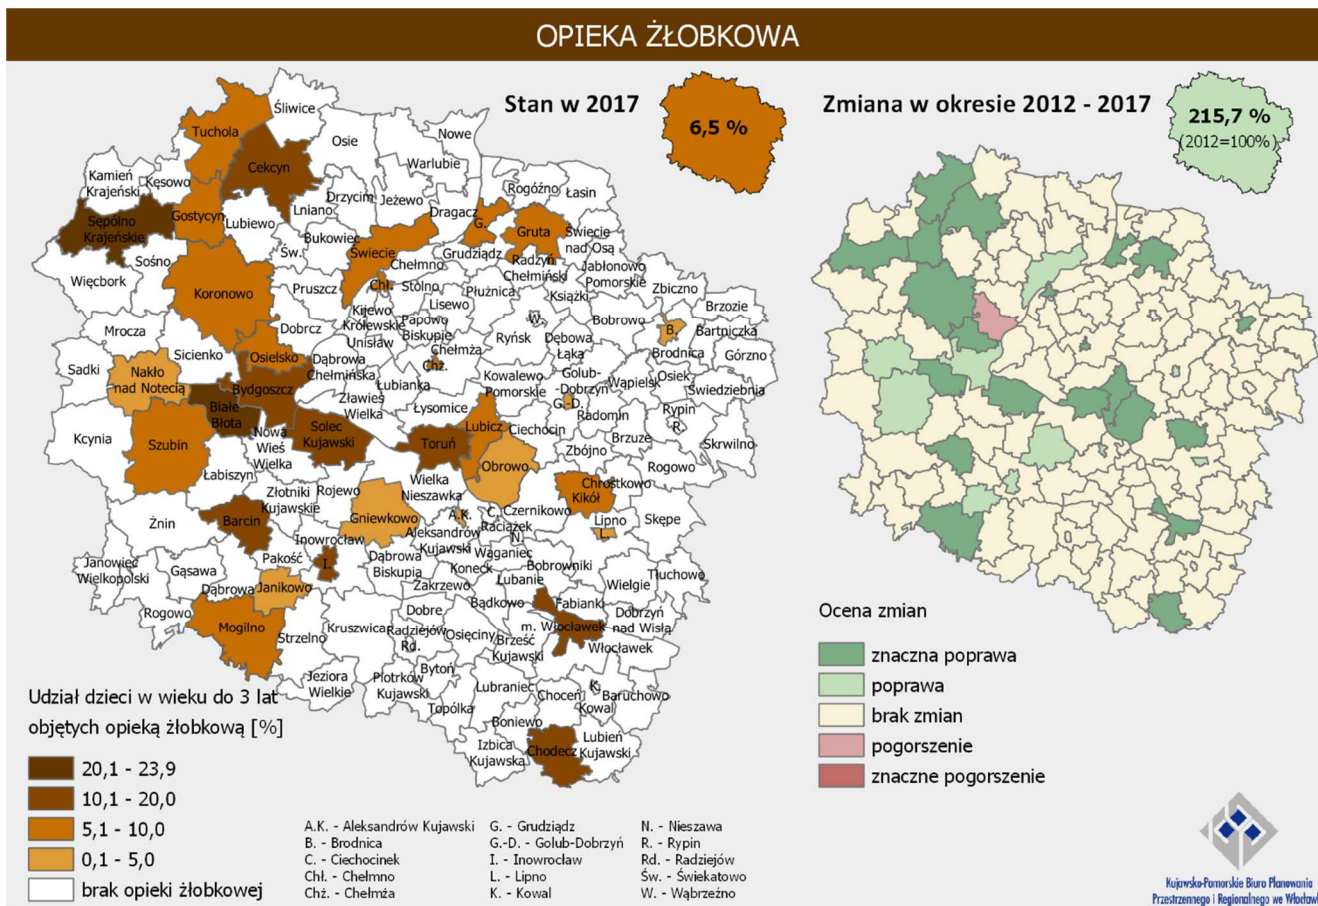 OPIEKA ŻŁOBKOWA
Stan w 2017
6,5 %
Zmiana w okresie 2012 - 2017
215,7 %
(2012=100%)
Śliwice
Tuchola
Osie
Nowe
Cekcyn
Warlubie
Kamień
Krajeński
Kęsowo
Rogóźno
Łasin
Drzycim
Jeżewo
Lniano
Dragacz
Sępólno
Krajeńskie
Gostycyn
Lubiewo
G.
Gruta
Świecie
nad Osą
Bukowiec
Św.
Świecie
Grudziądz
Radzyń
Chełmiński
Sośno
Chełmno
Jabłonowo
Pomorskie
Więcbork
Koronowo
Pruszcz
Chł.
Stolno
Płużnica
Książki
Zbiczno
Brzozie
Kijewo
Królewskie
Lisewo
W.
Bobrowo
B.
Bartniczka
Mrocza
Dobrcz
Unisław
Papowo
Biskupie
Ryńsk
Dębowa
Łąka
Brodnica
Górzno
Sicienko
Osielsko
Dąbrowa
Chełmińska
Chełmża
Chż.
Sadki
Nakło
nad Notecią
Bydgoszcz
Łubianka
Kowalewo
Pomorskie
Golub-
-Dobrzyń
G.-D.
Wąpielsk
Osiek
Świedziebnia
Białe
Błota
Zławieś
Wielka
Łysomice
Radomin
Rypin
R.
Kcynia
Szubin
Nowa
Wieś
Wielka
Solec
Kujawski
Toruń
Lubicz
Ciechocin
Brzuze
Skrwilno
Obrowo
Zbójno
Rogowo
Łabiszyn
Wielka
Nieszawka
Chrostkowo
Kikół
Złotniki
Kujawskie
Rojewo
Żnin
Barcin
Gniewkowo
A.K.
C.
Czernikowo
Lipno
L.
Skępe
Inowrocław
Aleksandrów
Kujawski
Raciążek
N.
Janowiec
Wielkopolski
Gąsawa
Pakość
I.
Dąbrowa
Biskupia
Koneck
Waganiec
Bobrowniki
Tłuchowo
Dąbrowa
Janikowo
Zakrzewo
Lubanie
Wielgie
Rogowo
Mogilno
Dobre
Bądkowo
Fabianki
Dobrzyń
nad Wisłą
Strzelno
Kruszwica
Radziejów
Rd.
Osięciny
m. Włocławek
Brześć
Kujawski
Włocławek
Jeziora
Wielkie
Piotrków
Kujawski
Bytoń
Lubraniec
Choceń
K.
Baruchowo
Topólka
Kowal
Boniewo
Izbica
Kujawska
Chodecz
Lubień
Kujawski
Udział dzieci w wieku do 3 lat
objętych opieką żłobkową [%]
20,1 - 23,9
10,1 - 20,0
5,1 - 10,0
0,1 - 5,0
brak opieki żłobkowej
A.K. - Aleksandrów Kujawski
B. - Brodnica
C. - Ciechocinek
Chł. - Chełmno
Chż. - Chełmża
G. - Grudziądz
G.-D. - Golub-Dobrzyń
I. - Inowrocław
L. - Lipno
K. - Kowal
N. - Nieszawa
R. - Rypin
Rd. - Radziejów
Św. - Świekatowo
W. - Wąbrzeźno
Ocena zmian
znaczna poprawa
poprawa
brak zmian
pogorszenie
znaczne pogorszenie
Kujawsko-Pomorskie Biuro Planowania
Przestrzennego i Regionalnego we Włocławk